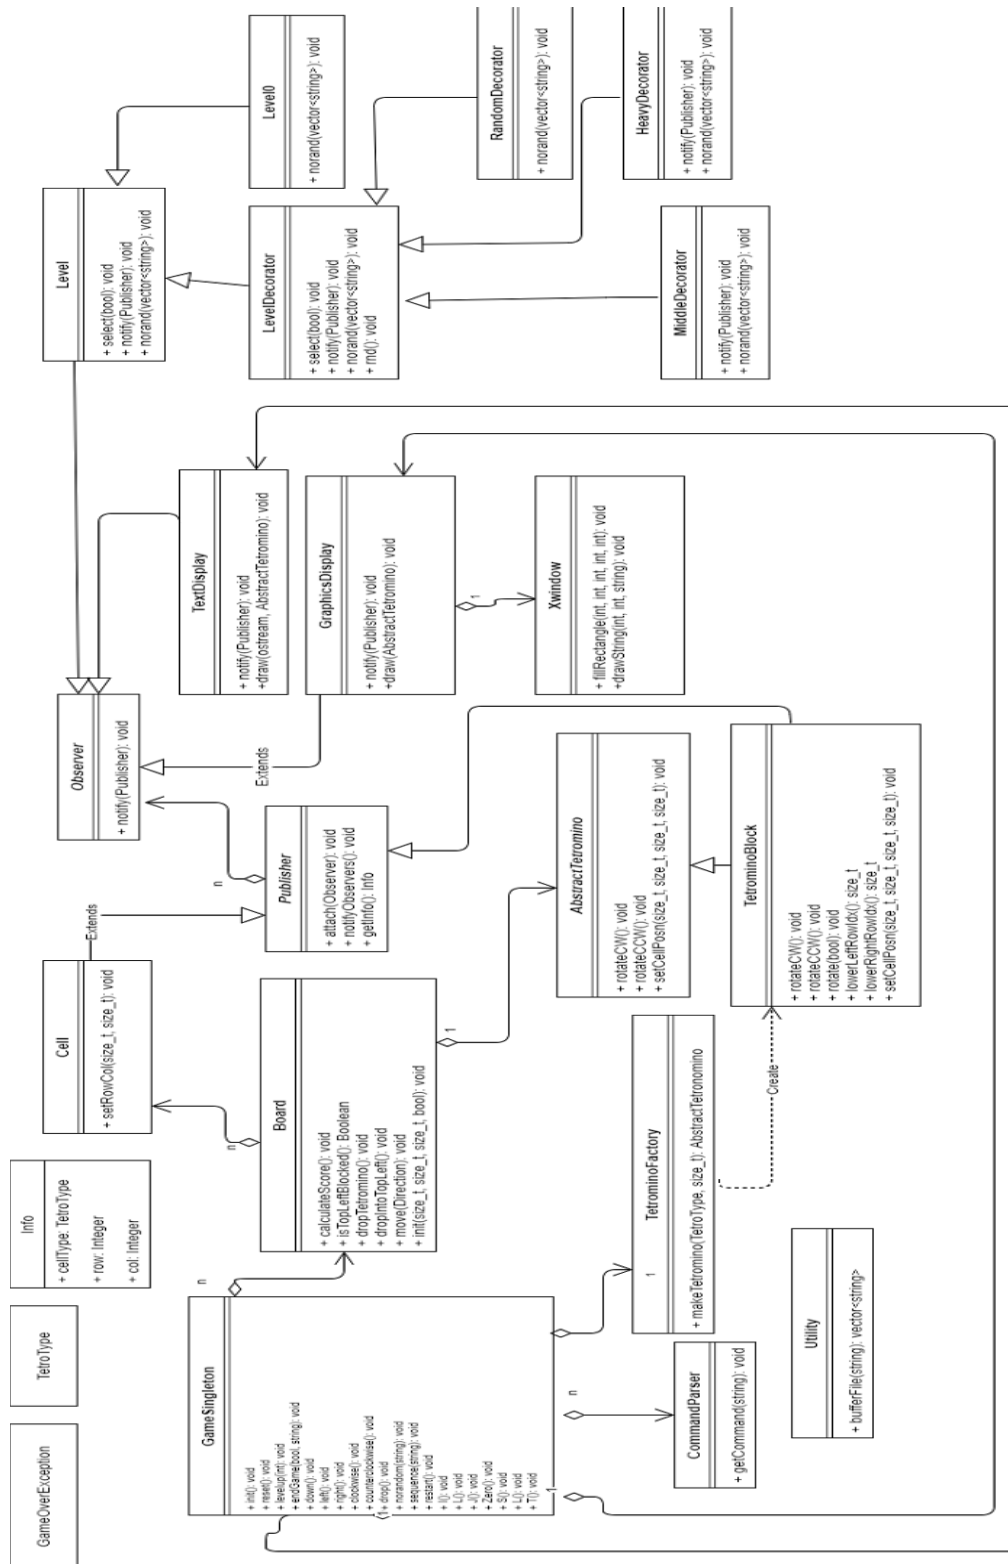 GameOverException
TetroType
Info
+ cellType: TetroType
+ row: Integer
+ col: Integer
Cell
+ setRowCol(size_t, size_t): void
Extends
n
Observer
+ notify(Publisher): void
Level
+ select(bool): void
+ notify(Publisher): void
+ norand(vector<string>): void
Level0
+ norand(vector<string>): void
GameSingleton
+ init(): void
+ reset(): void
+ levelup(int): void
+ endGame(bool, string): void
+ down(): void
+ left(): void
+ right(): void
+ clockwise(): void
+ counterclockwise(): void
+ drop(): void
+ norandom(string): void
+ sequence(string): void
+ restart(): void
+ I(): void
+ L(): void
+ J(): void
+ Zero(): void
+ S(): void
+ L(): void
+ T(): void
n
1
1
Board
+ calculateScore(): void
+ isTopLeftBlocked(): Boolean
+ dropTetromino(): void
+ dropIntoTopLeft(): void
+ move(Direction): void
+ init(size_t, size_t, bool): void
1
Publisher
+ attach(Observer): void
+ notifyObservers(): void
+ getInfo(): Info
n
Extends
TextDisplay
+ notify(Publisher): void
+draw(ostream, AbstractTetromino): void
LevelDecorator
+ select(bool): void
+ notify(Publisher): void
+ norand(vector<string>): void
+ rnd(): void
RandomDecorator
+ norand(vector<string>): void
GraphicsDisplay
+ notify(Publisher): void
+ draw(AbstractTetromino): void
1
Xwindow
+ fillRectangle(int, int, int, int, int): void
+drawString(int, int, string): void
AbstractTetromino
+ rotateCW(): void
+ rotateCCW(): void
+ setCellPosn(size_t, size_t, size_t, size_t): void
HeavyDecorator
+ notify(Publisher): void
+ norand(vector<string>): void
MiddleDecorator
+ notify(Publisher): void
+ norand(vector<string>): void
TetrominoFactory
1
+ makeTetromino(TetroType, size_t): AbstractTetronomino
Create
TetrominoBlock
+ rotateCW(): void
+ rotateCCW(): void
+ rotate(bool): void
+ lowerLeftRowIdx(): size_t
+ lowerRightRowIdx(): size_t
+ setCellPosn(size_t, size_t, size_t, size_t): void
n
CommandParser
+ getCommand(string): void
Utility
+ bufferFile(string): vector<string>